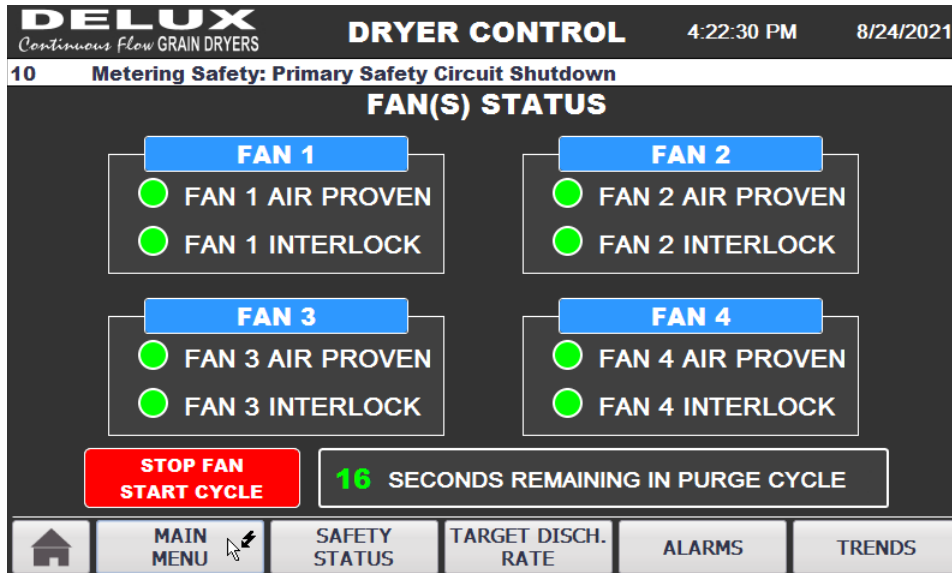 DELUX
Continuous Flow GRAIN DRYERS
DRYER CONTROL
4:22:30 PM
8/24/2021
10 Metering Safety: Primary Safety Circuit Shutdown
FAN(S) STATUS
FAN 1
FAN 1 AIR PROVEN
FAN 1 INTERLOCK
FAN 2
FAN 2 AIR PROVEN
FAN 2 INTERLOCK
FAN 3
FAN 3 AIR PROVEN
FAN 3 INTERLOCK
FAN 4
FAN 4 AIR PROVEN
FAN 4 INTERLOCK
STOP FAN
START CYCLE
16 SECONDS REMAINING IN PURGE CYCLE
MAIN
MENU
SAFETY
STATUS
TARGET DISCH.
RATE
ALARMS
TRENDS